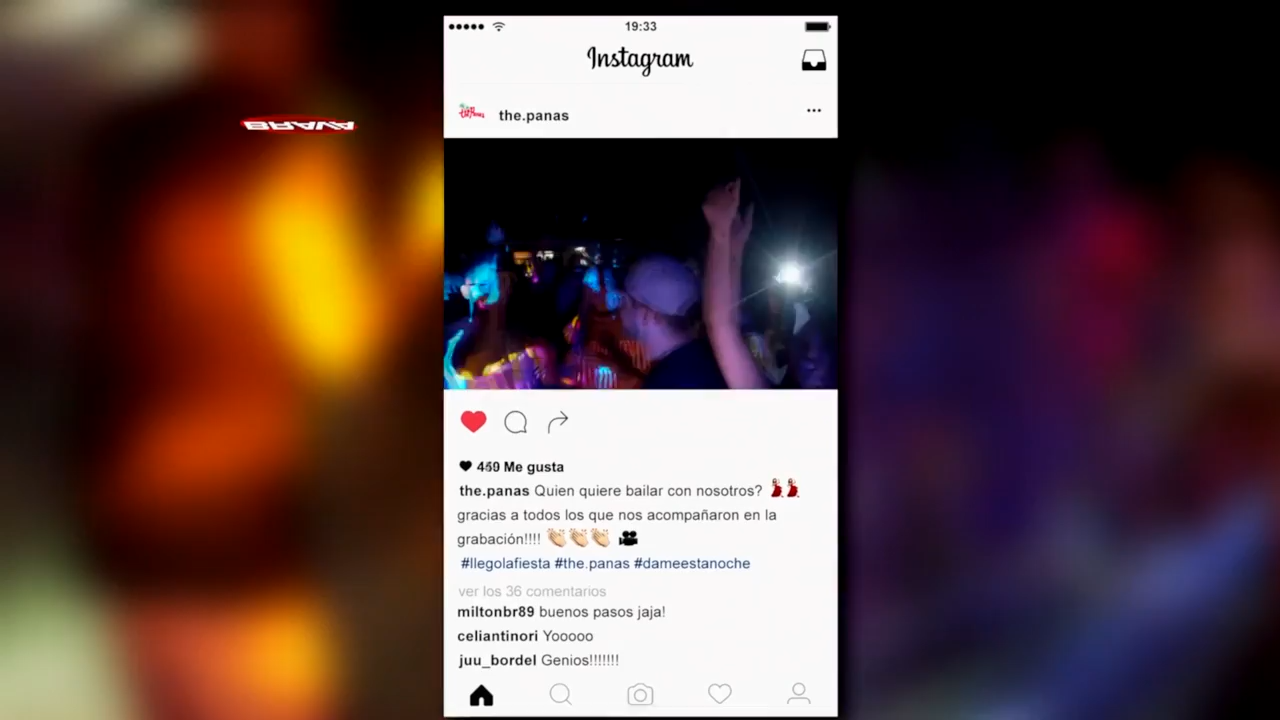 19:33
Instagram
BRAVA
the.panas
469 Me gusta
the.panas Quien quiere bailar con nosotros?
gracias a todos los que nos acompañaron en la
grabación!!!!
#llegolafiesta #the.panas #dameestanoche
ver los 36 comentarios
miltonbr89 buenos pasos jaja!
celiantinori Yooooo
juu_bordel Genios!!!!!!!